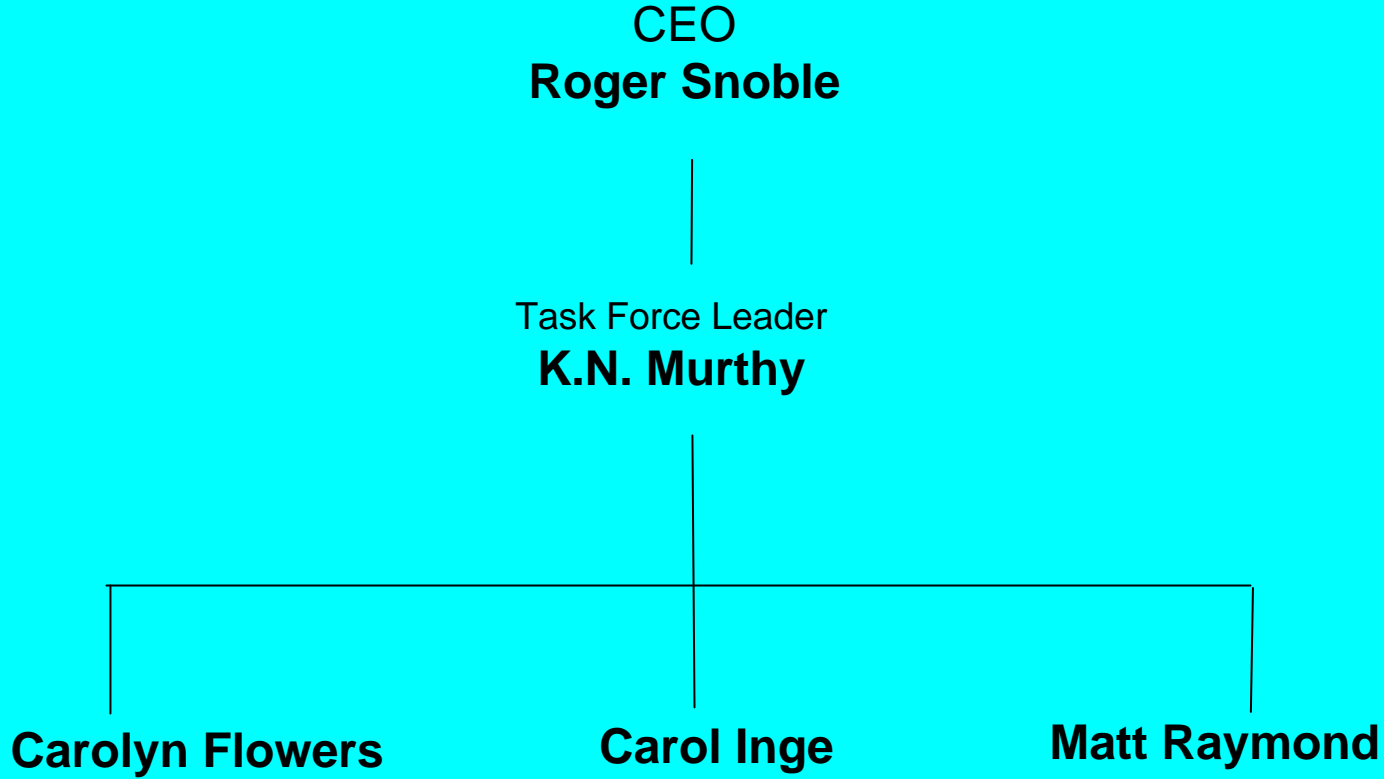 CEO
Roger Snoble
Task Force Leader
K.N. Murthy
Carolyn Flowers
Carol Inge
Matt Raymond